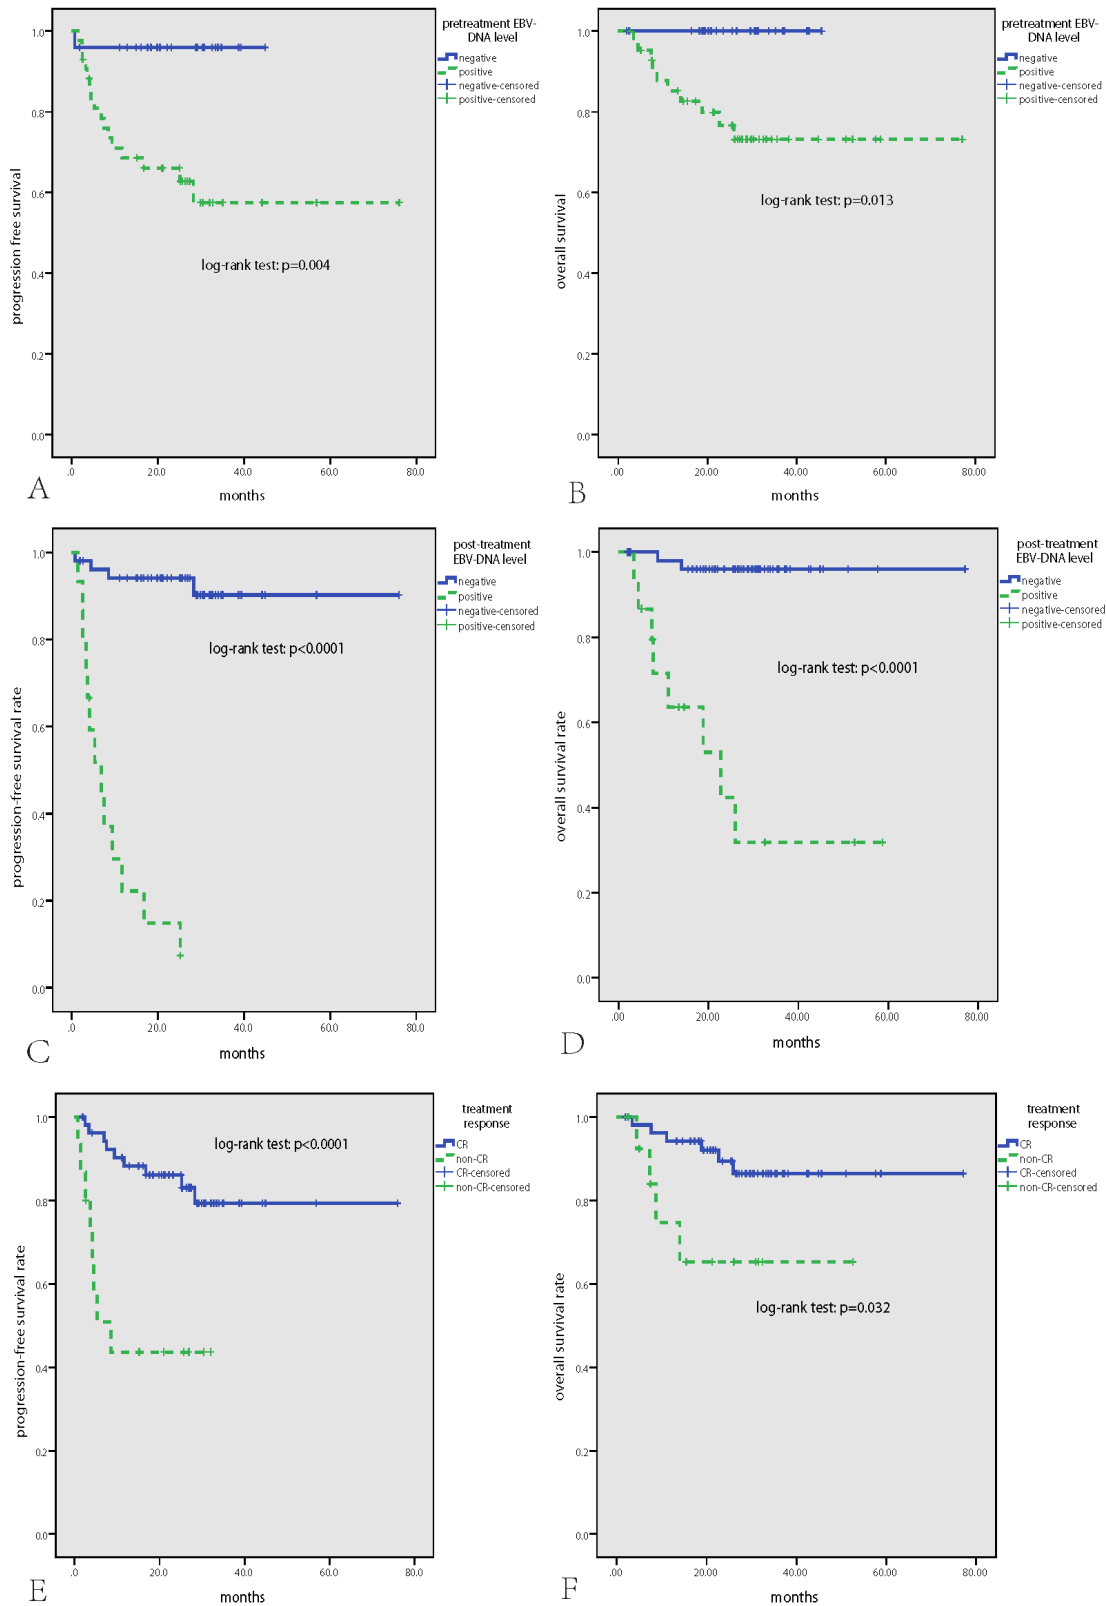 pretreatment EBV-
DNA level
negative
positive
negative-censored
positive-censored
1.0
0.8
0.6
0.4
0.2
0.0
progression free survival
log-rank test: p=0.004
.0
20.0
40.0
60.0
80.0
months
A
pretreatment EBV-
DNA level
negative
positive
negative-censored
positive-censored
1.0
0.8
0.6
0.4
0.2
0.0
overall survival
log-rank test: p=0.013
.00
20.00
40.00
60.00
80.00
months
B
post-treatment
EBV-DNA level
negative
positive
negative-censored
positive-censored
1.0
0.8
0.6
0.4
0.2
0.0
progression-free survival rate
log-rank test: p<0.0001
.0
20.0
40.0
60.0
80.0
months
C
post-treatment
EBV-DNA level
negative
positive
negative-censored
positive-censored
1.0
0.8
0.6
0.4
0.2
0.0
overall survival rate
log-rank test: p<0.0001
.00
20.00
40.00
60.00
80.00
months
D
treatment
response
CR
non-CR
CR-censored
non-CR-censored
1.0
0.8
0.6
0.4
0.2
0.0
progression-free survival rate
log-rank test: p<0.0001
.0
20.0
40.0
60.0
80.0
months
E
treatment
response
CR
non-CR
CR-censored
non-CR-censored
1.0
0.8
0.6
0.4
0.2
0.0
overall survival rate
log-rank test: p=0.032
.00
20.00
40.00
60.00
80.00
months
F